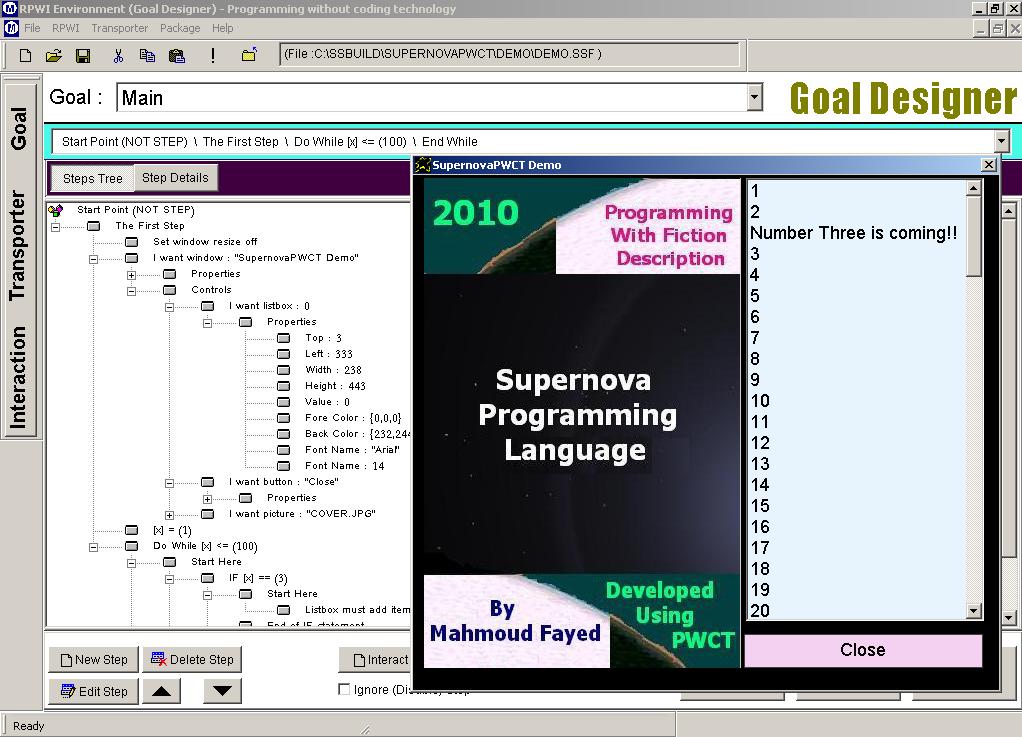 RPWI Environment (Goal Designer) - Programming without coding technology
File RPWI Transporter Package Help
(File :C:\SSBUILD\SUPERNOVAPWCT\DEMO\DEMO.SSF )
Goal
Transporter
Interaction
Goal : Main
Goal Designer
Start Point (NOT STEP) \ The First Step \ Do While [x] <= (100) \ End While
Steps Tree Step Details
Start Point (NOT STEP)
The First Step
Set window resize off
I want window : "SupernovaPWCT Demo"
Properties
Controls
I want listbox : 0
Properties
Top : 3
Left : 333
Width : 238
Height : 443
Value : 0
Fore Color : {0,0,0}
Back Color : {232,244
Font Name : "Arial"
Font Name : 14
I want button : "Close"
Properties
I want picture : "COVER.JPG"
[x] = (1)
Do While [x] <= (100)
Start Here
IF [x] == (3)
Start Here
Listbox must add item
End of IF statement
New Step
Delete Step
Edit Step
Interact
Ignore (Disable) Step
Ready
SupernovaPWCT Demo
2010
Programming
With Fiction
Description
Supernova
Programming
Language
By
Mahmoud Fayed
Developed
Using
PWCT
1
2
Number Three is coming!!
3
4
5
6
7
8
9
10
11
12
13
14
15
16
17
18
19
20
Close